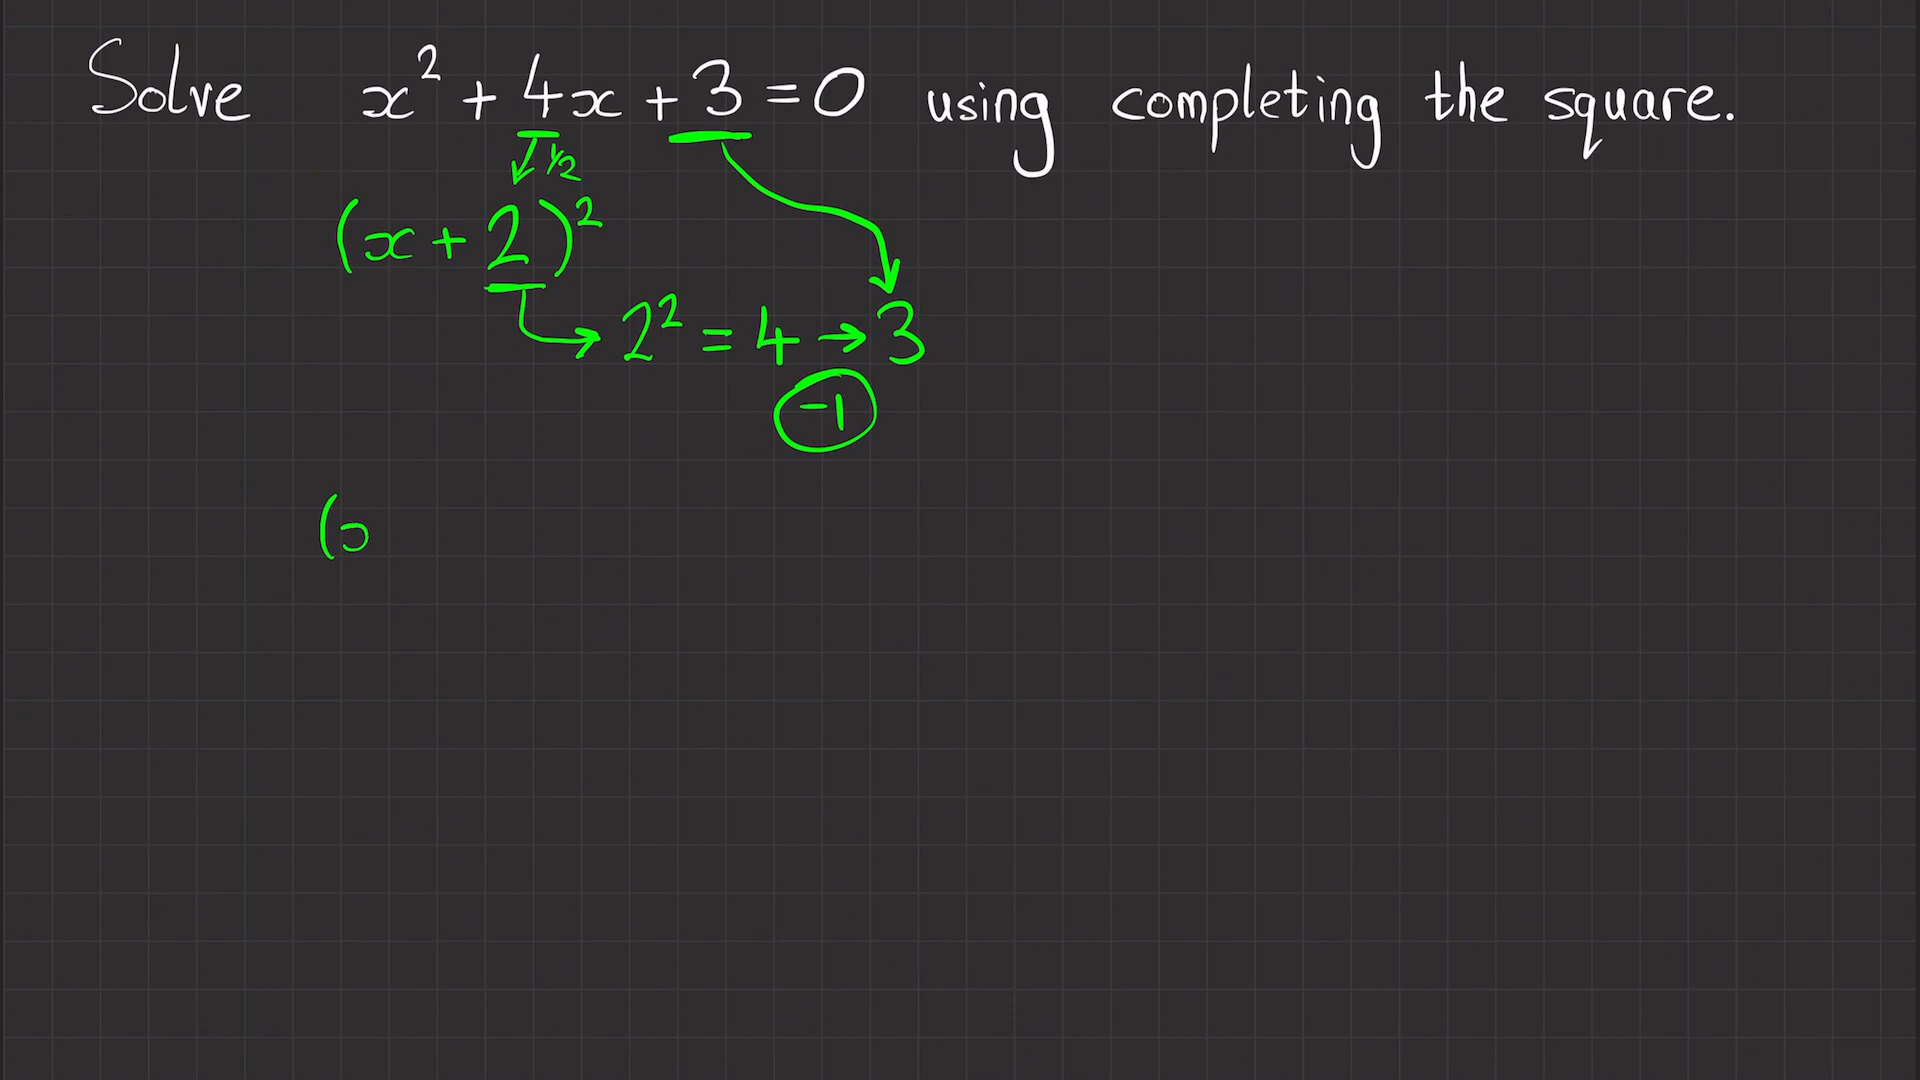 Solve x² + 4x + 3 = 0 using completing the square.
1/2
(x + 2)²
2² = 4 → 3
-1
(